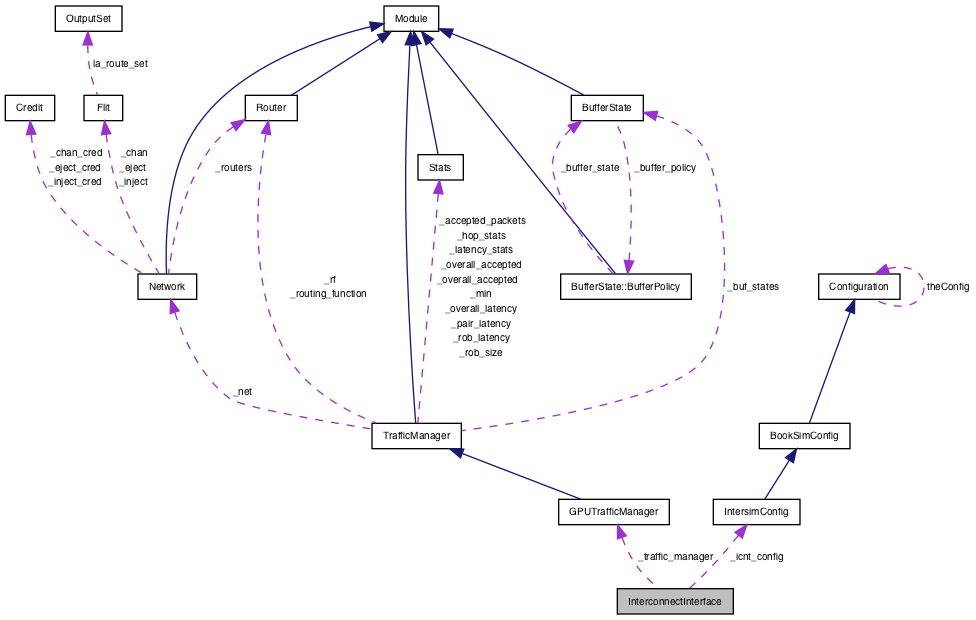 OutputSet
Module
la_route_set
Credit
Flit
Router
BufferState
_chan_cred
_eject_cred
_inject_cred
_chan
_eject
_inject
_routers
Stats
_buffer_state
_buffer_policy
_accepted_packets
_hop_stats
_latency_stats
_overall_accepted
_overall_accepted
_min
_overall_latency
_pair_latency
_rob_latency
_rob_size
Network
_rf
_routing_function
BufferState::BufferPolicy
_buf_states
Configuration
theConfig
_net
TrafficManager
BookSimConfig
GPUTrafficManager
IntersimConfig
_traffic_manager
_icnt_config
InterconnectInterface